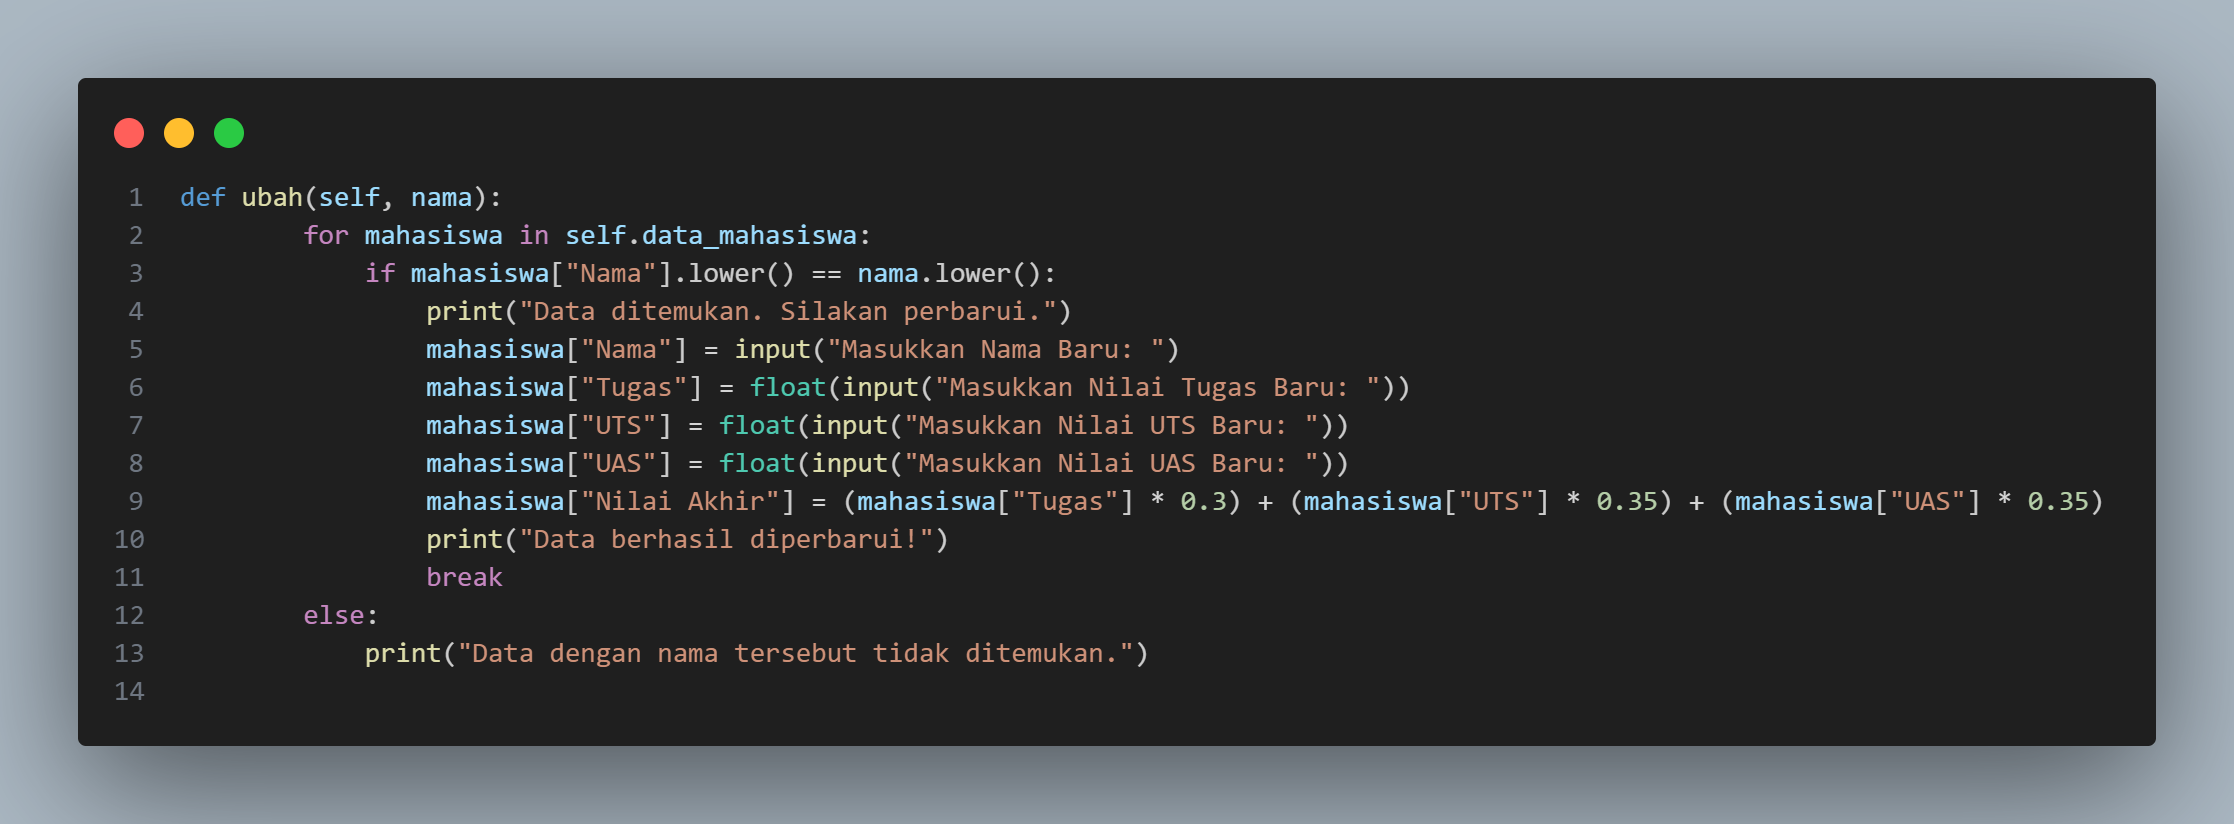 1 def ubah(self, nama):
2         for mahasiswa in self.data_mahasiswa:
3             if mahasiswa["Nama"].lower() == nama.lower():
4                 print("Data ditemukan. Silakan perbarui.")
5                 mahasiswa["Nama"] = input("Masukkan Nama Baru: ")
6                 mahasiswa["Tugas"] = float(input("Masukkan Nilai Tugas Baru: "))
7                 mahasiswa["UTS"] = float(input("Masukkan Nilai UTS Baru: "))
8                 mahasiswa["UAS"] = float(input("Masukkan Nilai UAS Baru: "))
9                 mahasiswa["Nilai Akhir"] = (mahasiswa["Tugas"] * 0.3) + (mahasiswa["UTS"] * 0.35) + (mahasiswa["UAS"] * 0.35)
10                 print("Data berhasil diperbarui!")
11                 break
12         else:
13             print("Data dengan nama tersebut tidak ditemukan.")
14